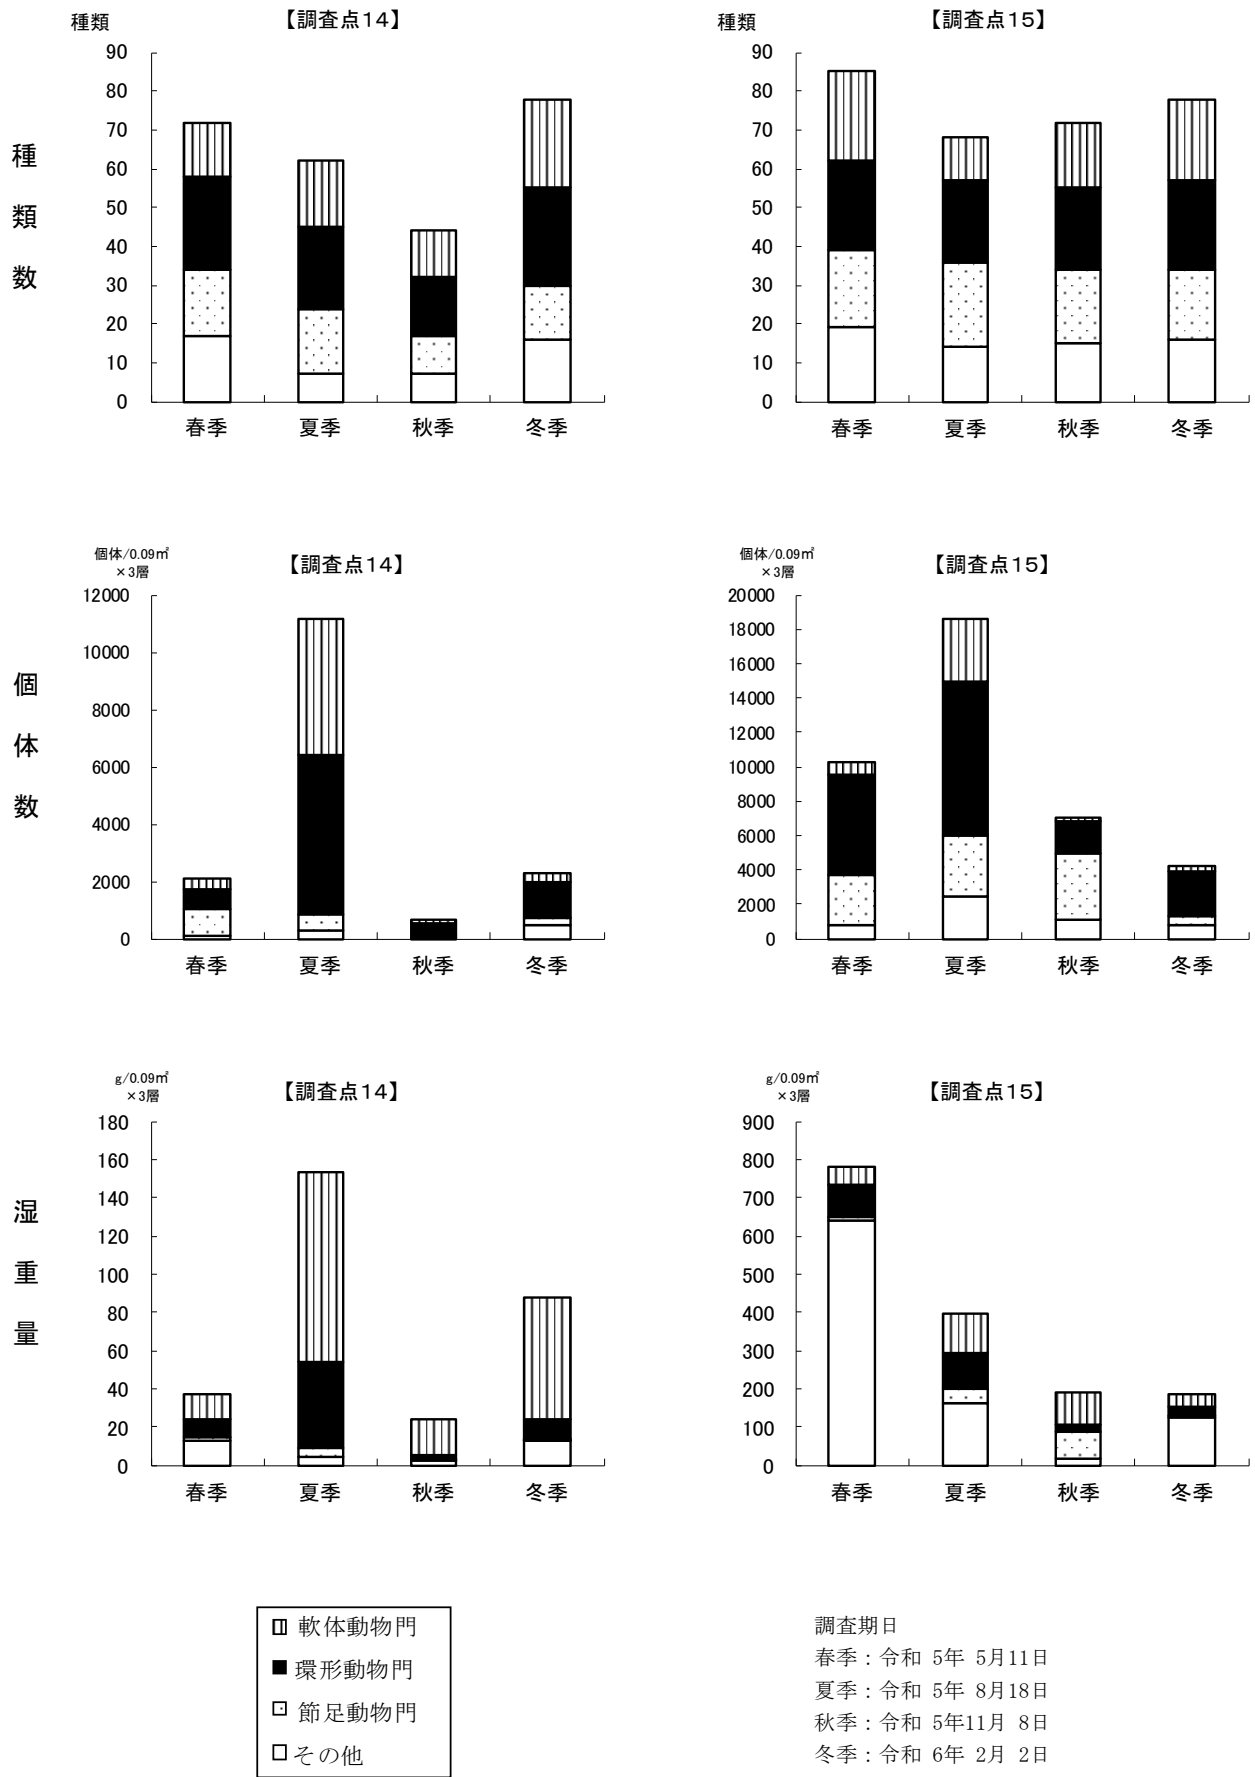 種類
【調査点14】
90
80
70
60
50
40
30
20
10
0
春季 夏季 秋季 冬季
種類
【調査点15】
90
80
70
60
50
40
30
20
10
0
春季 夏季 秋季 冬季
種
類
数
個体/0.09㎡
×3層
【調査点14】
12000
10000
8000
6000
4000
2000
0
春季 夏季 秋季 冬季
個体/0.09㎡
×3層
【調査点15】
20000
18000
16000
14000
12000
10000
8000
6000
4000
2000
0
春季 夏季 秋季 冬季
個
体
数
g/0.09㎡
×3層
【調査点14】
180
160
140
120
100
80
60
40
20
0
春季 夏季 秋季 冬季
g/0.09㎡
×3層
【調査点15】
900
800
700
600
500
400
300
200
100
0
春季 夏季 秋季 冬季
湿
重
量
軟体動物門
環形動物門
節足動物門
その他
調査期日
春季：令和 5年 5月11日
夏季：令和 5年 8月18日
秋季：令和 5年11月 8日
冬季：令和 6年 2月 2日